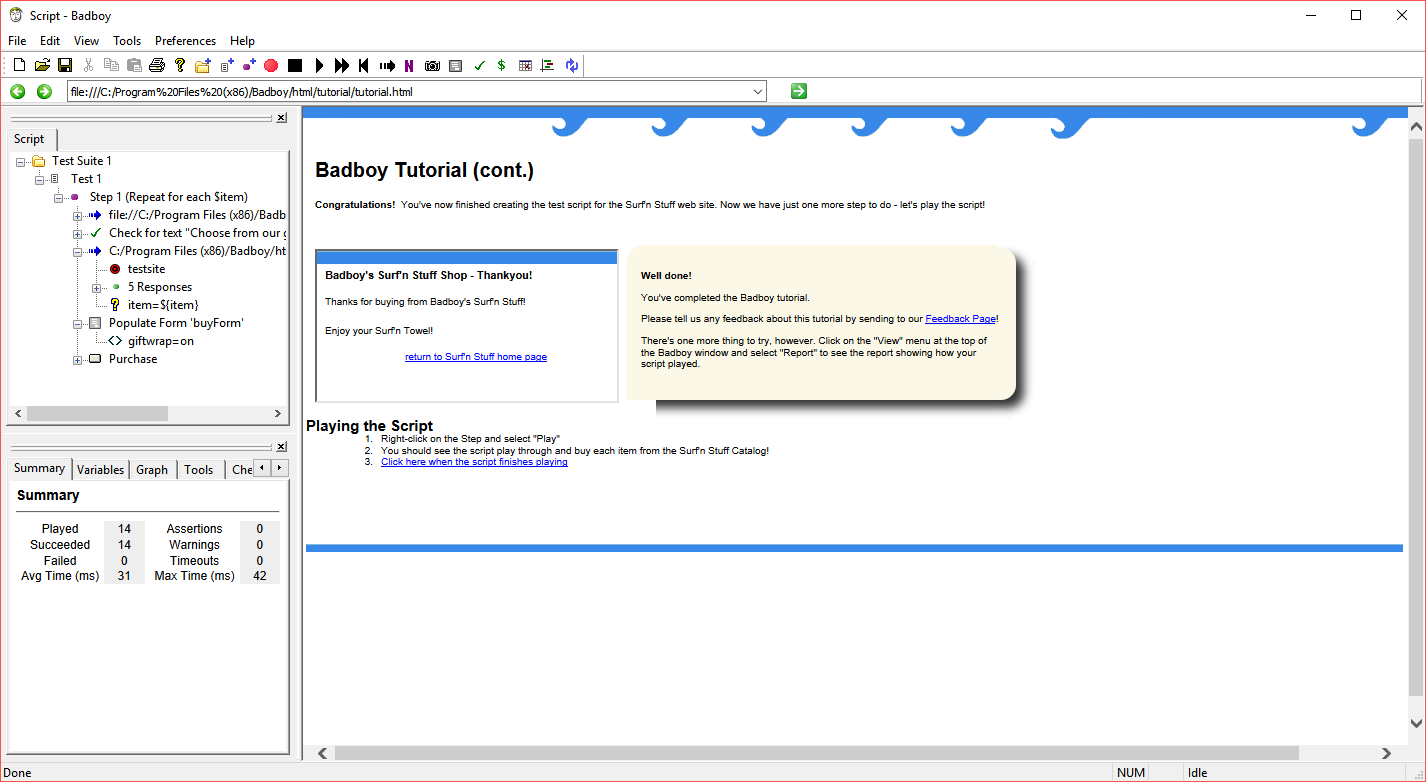 Script - Badboy
File Edit View Tools Preferences Help
file:///C:/Program%20Files%20(x86)/Badboy/html/tutorial/tutorial.html
Script
Test Suite 1
Test 1
Step 1 (Repeat for each $item)
file://C:/Program Files (x86)/Badb
Check for text "Choose from our g
C:/Program Files (x86)/Badboy/ht
testsite
5 Responses
item=${item}
Populate Form 'buyForm'
giftwrap=on
Purchase
Summary Variables Graph Tools Che
Summary
Played 14 Assertions 0
Succeeded 14 Warnings 0
Failed 0 Timeouts 0
Avg Time (ms) 31 Max Time (ms) 42
Badboy Tutorial (cont.)
Congratulations! You've now finished creating the test script for the Surf'n Stuff web site. Now we have just one more step to do - let's play the script!
Badboy's Surf'n Stuff Shop - Thankyou!
Thanks for buying from Badboy's Surf'n Stuff!
Enjoy your Surf'n Towel!
return to Surf'n Stuff home page
Well done!
You've completed the Badboy tutorial.
Please tell us any feedback about this tutorial by sending to our Feedback Page!
There's one more thing to try, however. Click on the "View" menu at the top of
the Badboy window and select "Report" to see the report showing how your
script played.
Playing the Script
1. Right-click on the Step and select "Play"
2. You should see the script play through and buy each item from the Surf'n Stuff Catalog!
3. Click here when the script finishes playing
Done NUM Idle